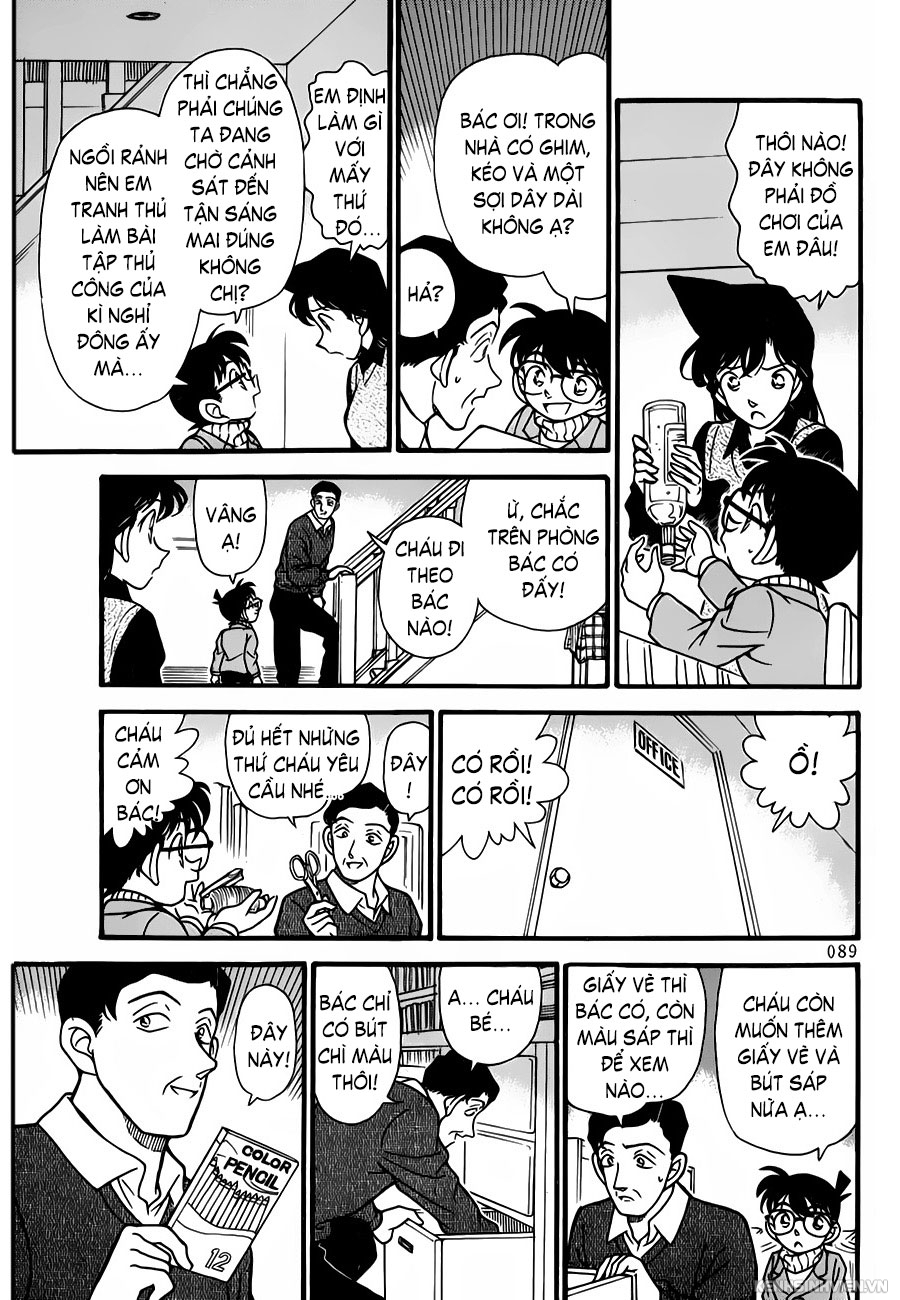 THÔI NÀO!
ĐÂY KHÔNG
PHẢI ĐỒ
CHƠI CỦA
EM ĐÂU!
BÁC ƠI! TRONG
NHÀ CÓ GHIM,
KÉO VÀ MỘT
SỢI DÂY DÀI
KHÔNG Ạ?
HẢ?
EM ĐỊNH
LÀM GÌ
VỚI
MẤY
THỨ
ĐÓ...
THÌ CHẲNG
PHẢI CHÚNG
TA ĐANG
CHỜ CẢNH
SÁT ĐẾN
TẬN SÁNG
MAI ĐÚNG
KHÔNG
CHỊ?
NGỒI RẢNH
NÊN EM
TRANH THỦ
LÀM BÀI
TẬP THỦ
CÔNG CỦA
KÌ NGHỈ
ĐÔNG ẤY
MÀ...
Ừ, CHẮC
TRÊN PHÒNG
BÁC CÓ
ĐẤY!
CHÁU ĐI
THEO
BÁC
NÀO!
VÂNG
Ạ!
Ồ!
OFFICE
CÓ RỒI!
CÓ RỒI!
ĐÂY
!
ĐỦ HẾT NHỮNG
THỨ CHÁU YÊU
CẦU NHÉ...
CHÁU
CẢM
ƠN
BÁC!
089
CHÁU CÒN
MUỐN THÊM
GIẤY VẼ VÀ
BÚT SÁP
NỮA Ạ...
GIẤY VẼ THÌ
BÁC CÓ, CÒN
MÀU SÁP THÌ
ĐỂ XEM
NÀO...
A... CHÁU
BÉ...
BÁC CHỈ
CÓ BÚT
CHÌ MÀU
THÔI!
ĐÂY
NÀY!
COLOR
PENCIL
12
KENHSINHVIEN.VN